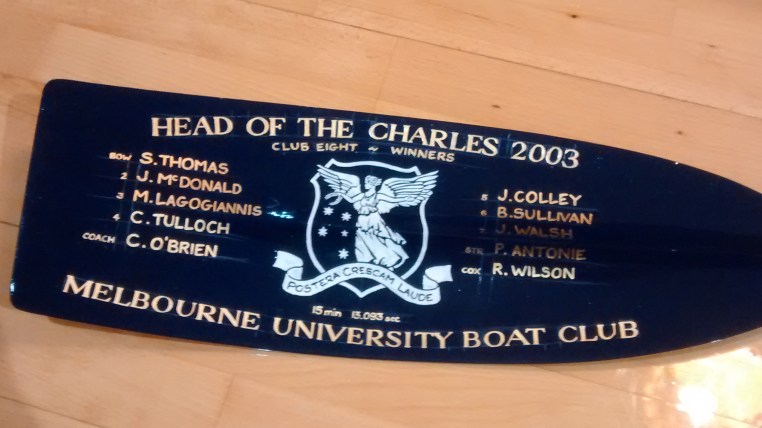 HEAD OF THE CHARLES 2003
CLUB EIGHT ~ WINNERS
BOW S. THOMAS
2 J. McDONALD
3 M. LAGOGIANNIS
4 C. TULLOCH
COACH C. O'BRIEN
5 J. COLLEY
6 B. SULLIVAN
7 J. WALSH
STR P. ANTONIE
COX R. WILSON
POSTERA CRESCAM LAUDE
15 min 13.093 sec
MELBOURNE UNIVERSITY BOAT CLUB